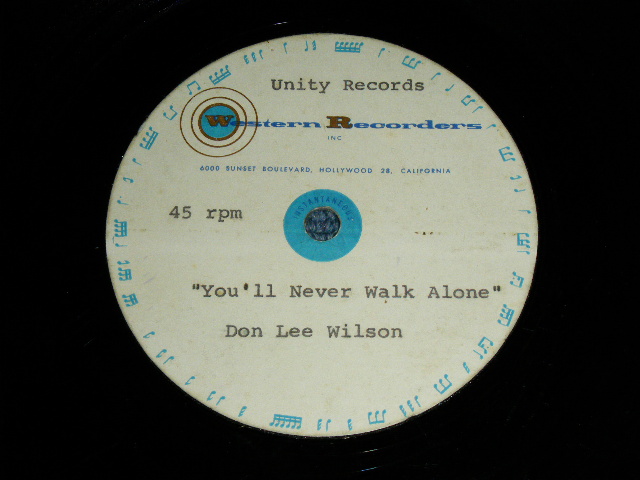 Unity Records
Western Recorders
INC
6000 SUNSET BOULEVARD, HOLLYWOOD 28, CALIFORNIA
INSTANTANEOUS
45 rpm
"You'll Never Walk Alone"
Don Lee Wilson